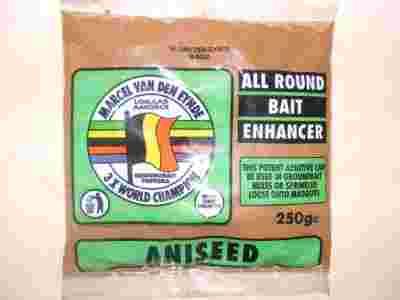 MARCEL VAN DEN EYNDE
3 X WORLD CHAMPION
ALL ROUND
BAIT
ENHANCER
THIS POTENT ADDITIVE CAN
BE USED IN GROUNDBAIT
MIXES OR SPRINKLED
LOOSE ONTO MAGGOTS
250gr
ANISEED